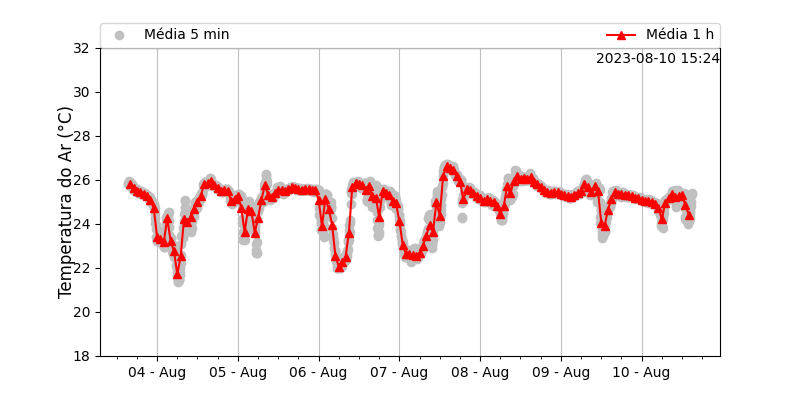 Média 5 min
Média 1 h
2023-08-10 15:24
Temperatura do Ar (°C)
32
30
28
26
24
22
20
18
04 - Aug
05 - Aug
06 - Aug
07 - Aug
08 - Aug
09 - Aug
10 - Aug